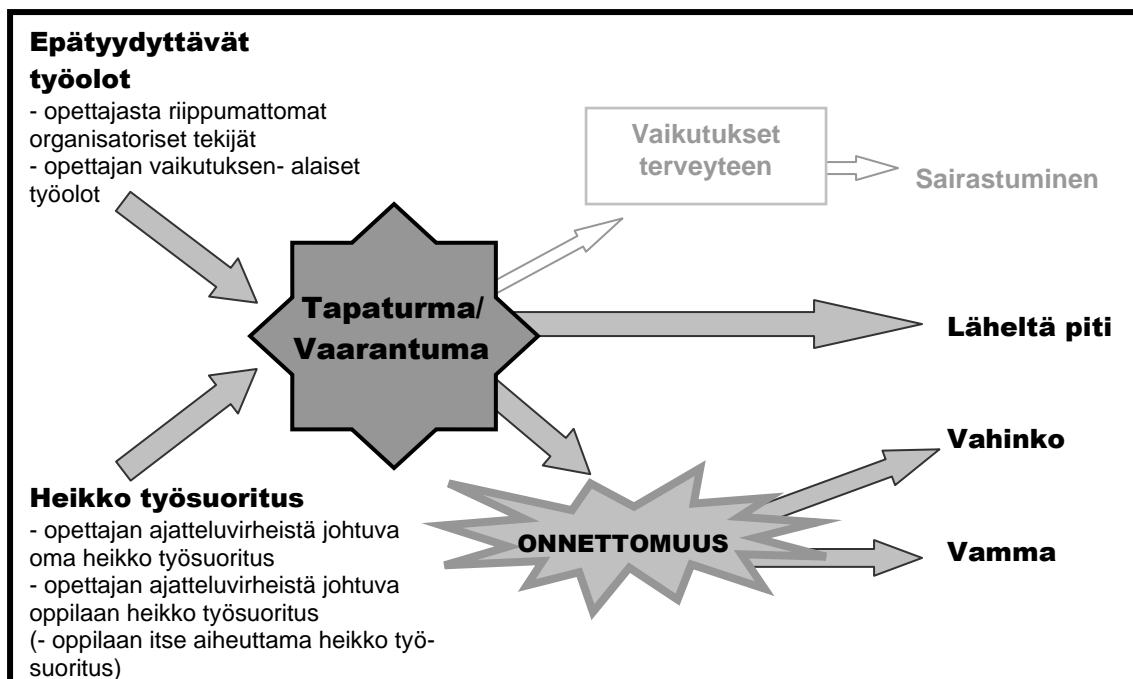 Epätyydyttävät
työolot
- opettajasta riippumattomat
organisatoriset tekijät
- opettajan vaikutuksen- alaiset
työolot
Vaikutukset
terveyteen
Sairastuminen
Tapaturma/
Vaarantuma
Läheltä piti
Vahinko
Heikko työsuoritus
- opettajan ajatteluvirheistä johtuva
oma heikko työsuoritus
- opettajan ajatteluvirheistä johtuva
oppilaan heikko työsuoritus
(- oppilaan itse aiheuttama heikko työ-
suoritus)
ONNETTOMUUS
Vamma